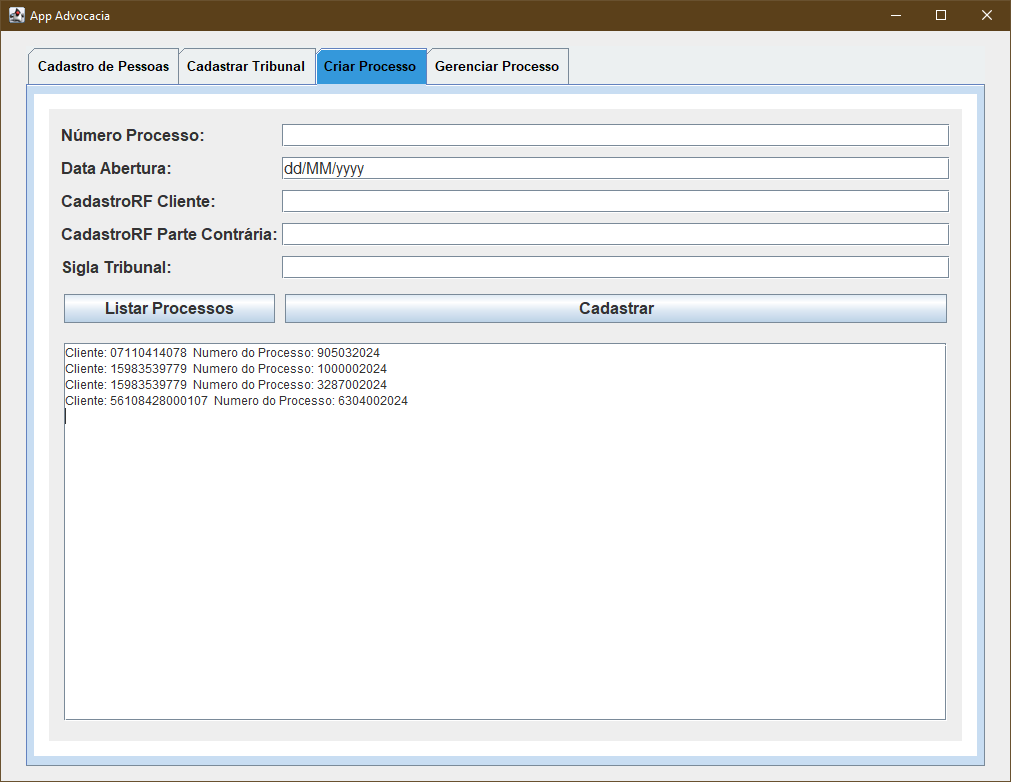 App Advocacia
Cadastro de Pessoas Cadastrar Tribunal Criar Processo Gerenciar Processo
Número Processo:
Data Abertura: dd/MM/yyyy
CadastroRF Cliente:
CadastroRF Parte Contrária:
Sigla Tribunal:
Listar Processos Cadastrar
Cliente: 07110414078 Numero do Processo: 905032024
Cliente: 15983539779 Numero do Processo: 1000002024
Cliente: 15983539779 Numero do Processo: 3287002024
Cliente: 56108428000107 Numero do Processo: 6304002024